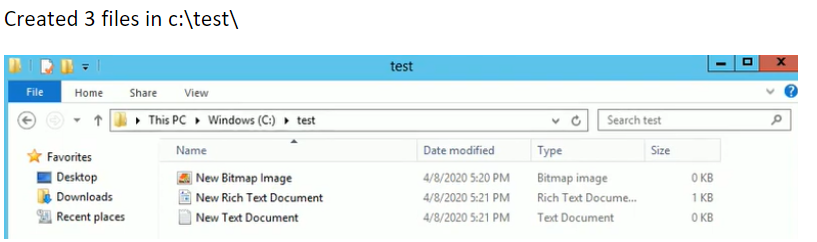 Created 3 files in c:\test\
test
File Home Share View
This PC Windows (C:) test
Search test
Favorites
Desktop
Downloads
Recent places
Name Date modified Type Size
New Bitmap Image 4/8/2020 5:20 PM Bitmap image 0 KB
New Rich Text Document 4/8/2020 5:21 PM Rich Text Docume... 1 KB
New Text Document 4/8/2020 5:21 PM Text Document 0 KB